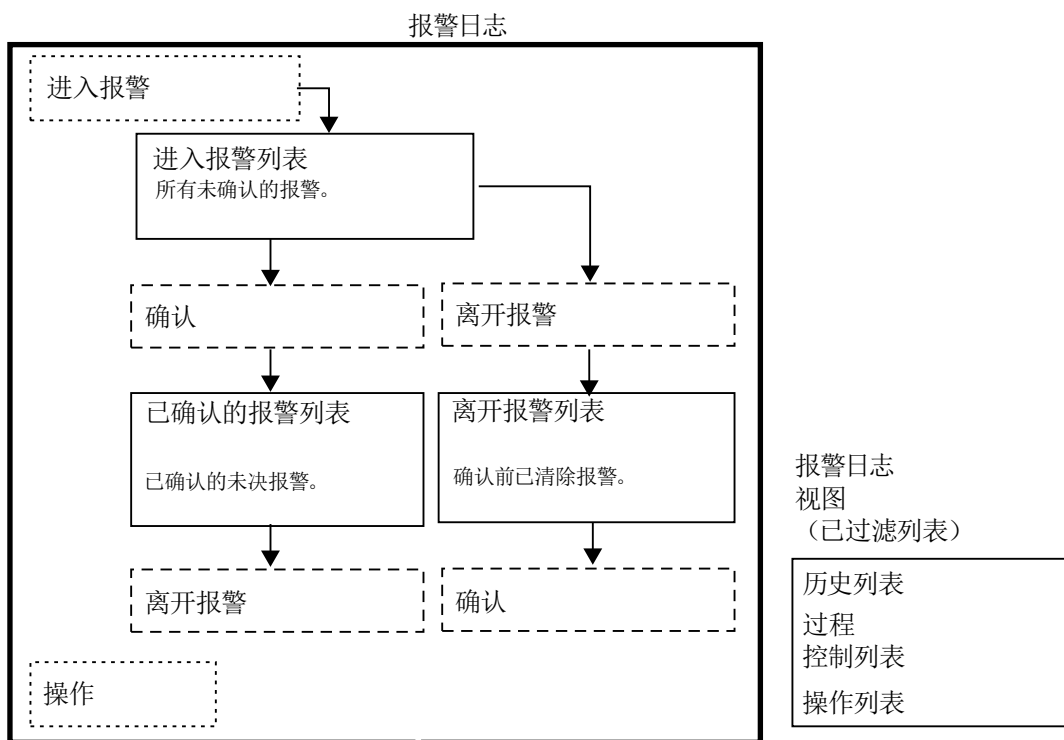 报警日志
进入报警
进入报警列表
所有未确认的报警。
确认
离开报警
已确认的报警列表
已确认的未决报警。
离开报警列表
确认前已清除报警。
离开报警
确认
操作
报警日志
视图
（已过滤列表）
历史列表
过程
控制列表
操作列表